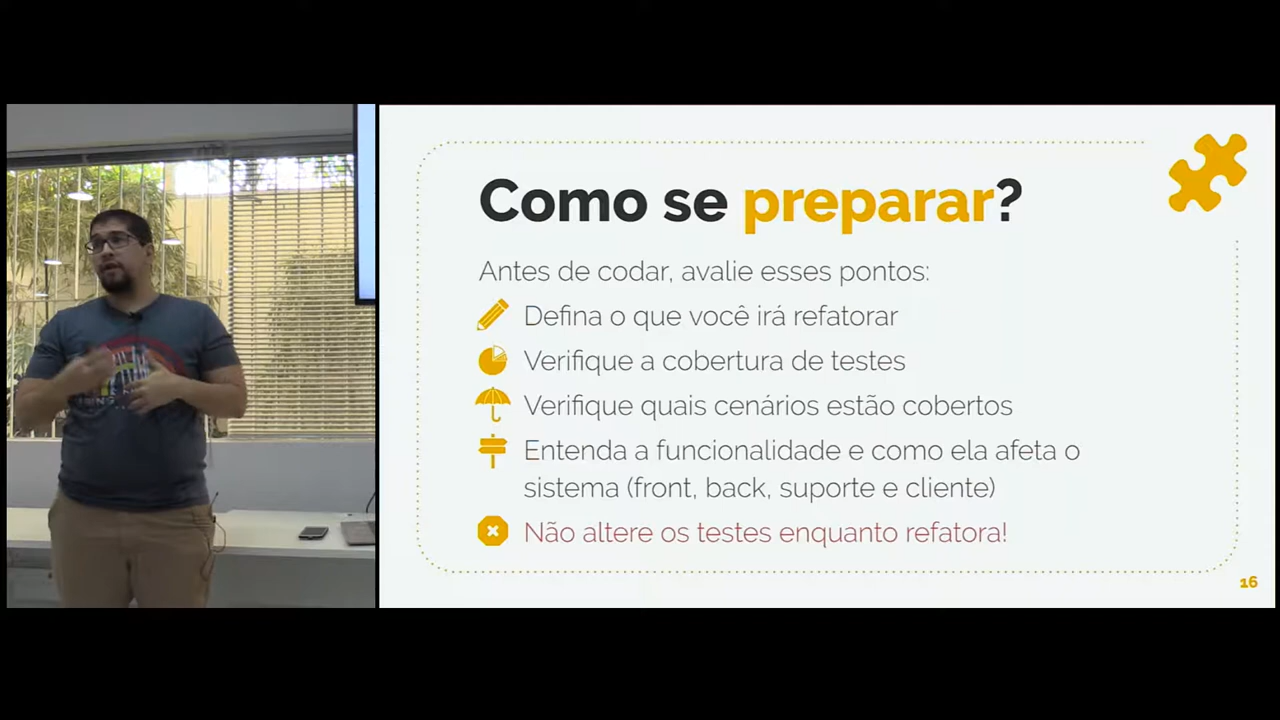 Como se preparar?
Antes de codar, avalie esses pontos:
Defina o que você irá refatorar
Verifique a cobertura de testes
Verifique quais cenários estão cobertos
Entenda a funcionalidade e como ela afeta o
sistema (front, back, suporte e cliente)
Não altere os testes enquanto refatora!
16